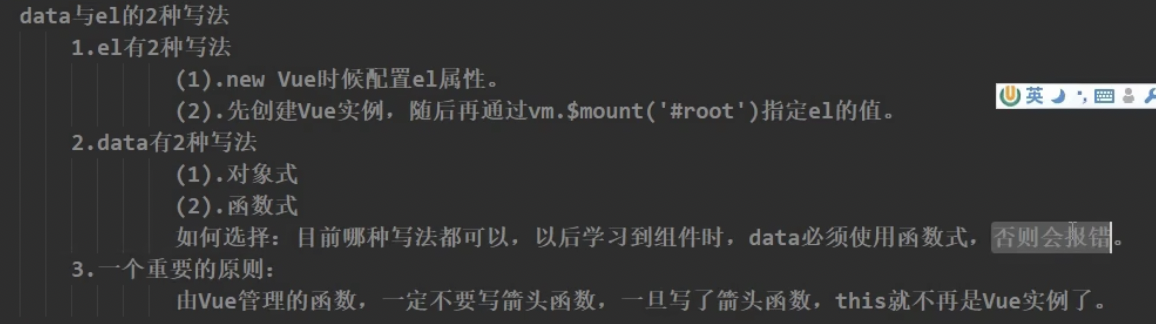 data与el的2种写法
1.el有2种写法
(1).new Vue时候配置el属性。
(2).先创建Vue实例，随后再通过vm.$mount('#root')指定el的值。
英
2.data有2种写法
(1).对象式
(2).函数式
如何选择：目前哪种写法都可以，以后学习到组件时，data必须使用函数式，否则会报错。
3.一个重要的原则：
由Vue管理的函数，一定不要写箭头函数，一旦写了箭头函数，this就不再是Vue实例了。